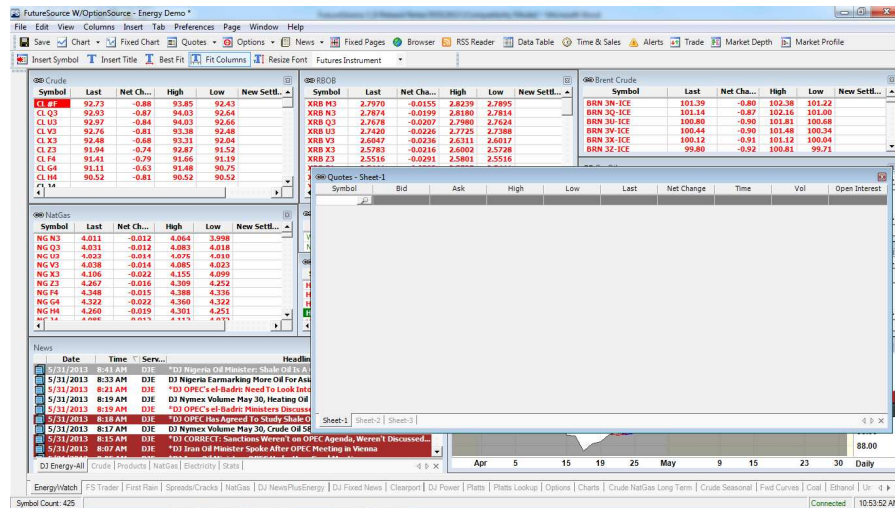 FutureSource W/OptionSource - Energy Demo *
File Edit View Columns Insert Tab Preferences Page Window Help
Save Chart Fixed Chart Quotes Options News Fixed Pages Browser RSS Reader Data Table Time & Sales Alerts Trade Market Depth Market Profile
Insert Symbol Insert Title Best Fit Fit Columns Resize Font Futures Instrument
Crude
Symbol Last Net Ch... High Low New Settl...
CL #F 92.73 -0.88 93.85 92.43
CL Q3 92.93 -0.87 94.03 92.64
CL U3 92.97 -0.84 94.03 92.66
CL V3 92.76 -0.81 93.38 92.48
CL X3 92.48 -0.68 93.31 92.04
CL Z3 91.94 -0.74 92.87 91.52
CL F4 91.41 -0.79 91.66 91.19
CL G4 91.11 -0.63 91.48 90.75
CL H4 90.52 -0.81 90.52 90.52
RBOB
Symbol Last Net Cha... High Low New Settl...
XRB M3 2.7970 -0.0155 2.8239 2.7895
XRB N3 2.7874 -0.0199 2.8180 2.7814
XRB Q3 2.7678 -0.0207 2.7980 2.7624
XRB U3 2.7420 -0.0226 2.7725 2.7388
XRB V3 2.6047 -0.0236 2.6311 2.6017
XRB X3 2.5783 -0.0216 2.6002 2.5728
XRB Z3 2.5516 -0.0291 2.5801 2.5516
Brent Crude
Symbol Last Net Cha... High Low New Settl...
BRN 3N-ICE 101.39 -0.80 102.38 101.22
BRN 3Q-ICE 101.14 -0.87 102.16 101.00
BRN 3U-ICE 100.80 -0.90 101.81 100.68
BRN 3V-ICE 100.44 -0.90 101.48 100.34
BRN 3X-ICE 100.12 -0.91 101.12 100.04
BRN 3Z-ICE 99.80 -0.92 100.81 99.71
Quotes - Sheet-1
Symbol Bid Ask High Low Last Net Change Time Vol Open Interest
Sheet-1 Sheet-2 Sheet-3
NatGas
Symbol Last Net Ch... High Low New Settl...
NG N3 4.011 -0.012 4.064 3.998
NG Q3 4.031 -0.012 4.083 4.018
NG U3 4.023 -0.014 4.075 4.010
NG V3 4.038 -0.014 4.085 4.023
NG X3 4.106 -0.022 4.155 4.099
NG Z3 4.267 -0.016 4.309 4.252
NG F4 4.348 -0.015 4.388 4.336
NG G4 4.322 -0.022 4.360 4.322
NG H4 4.260 -0.019 4.301 4.251
News
Date Time Serv... Headlin
5/31/2013 8:41 AM DJE *DJ Nigeria Oil Minister: Shale Oil Is A
5/31/2013 8:33 AM DJE DJ Nigeria Earmarking More Oil For Asia
5/31/2013 8:21 AM DJE *DJ OPEC's el-Badri: Need To Look Into
5/31/2013 8:19 AM DJE DJ Nymex Volume May 30, Heating Oil
5/31/2013 8:19 AM DJE *DJ OPEC's el-Badri: Ministers Discusse
5/31/2013 8:18 AM DJE *DJ OPEC Has Agreed To Study Shale O
5/31/2013 8:17 AM DJE DJ Nymex Volume May 30, Crude Oil 58
5/31/2013 8:15 AM DJE *DJ CORRECT: Sanctions Weren't on OPEC Agenda, Weren't Discussed...
5/31/2013 8:07 AM DJE *DJ Iran Oil Minister Spoke After OPEC Meeting in Vienna
DJ Energy-All Crude Products NatGas Electricity Stats
88.00
Apr 5 15 19 25 May 9 15 23 30 Daily
EnergyWatch FS Trader First Rain Spreads/Cracks NatGas DJ NewsPlusEnergy DJ Fixed News Clearport DJ Power Platts Platts Lookup Options Charts Crude NatGas Long Term Crude Seasonal Fwd Curves Coal Ethanol Ur
Symbol Count: 425 Connected 10:53:52 AM